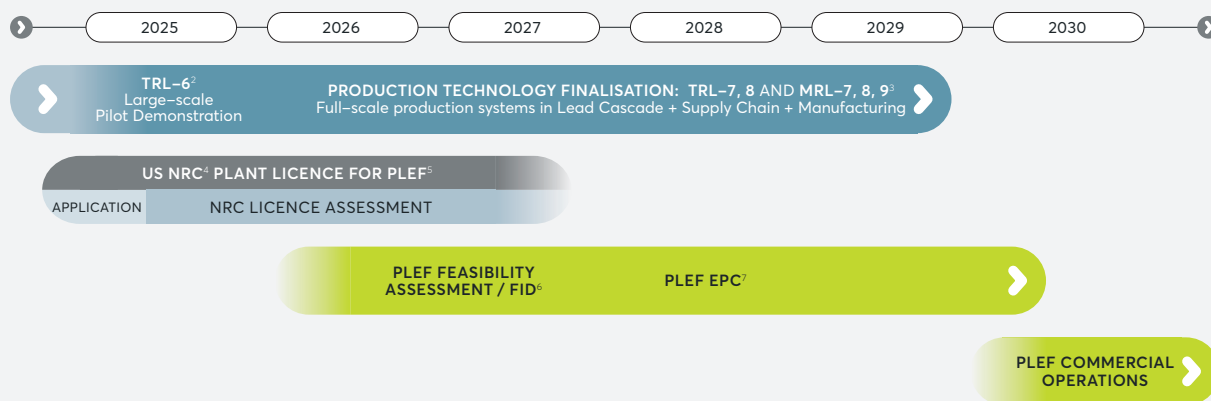 2025 2026 2027 2028 2029 2030
TRL–6²
Large–scale
Pilot Demonstration
PRODUCTION TECHNOLOGY FINALISATION: TRL–7, 8 AND MRL–7, 8, 9³
Full–scale production systems in Lead Cascade + Supply Chain + Manufacturing
US NRC⁴ PLANT LICENCE FOR PLEF⁵
APPLICATION
NRC LICENCE ASSESSMENT
PLEF FEASIBILITY
ASSESSMENT / FID⁶
PLEF EPC⁷
PLEF COMMERCIAL
OPERATIONS